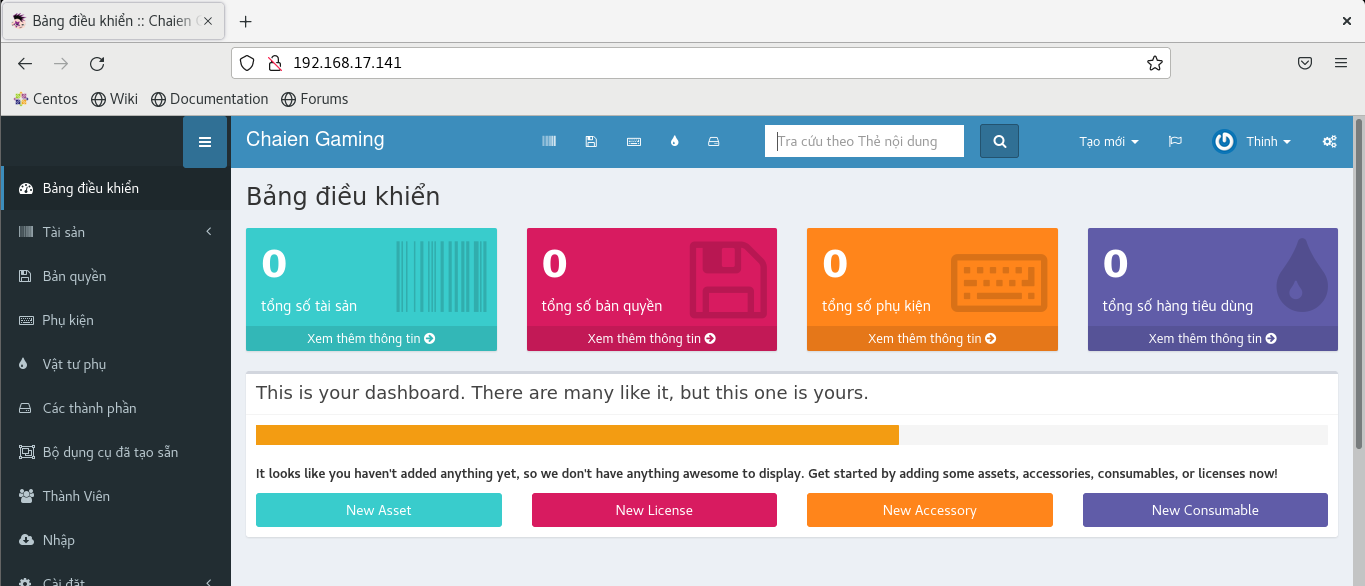 Bảng điều khiển :: Chaien G
192.168.17.141
Centos Wiki Documentation Forums
Chaien Gaming
Tra cứu theo Thẻ nội dung
Tạo mới
Thinh
Bảng điều khiển
Tài sản
Bản quyền
Phụ kiện
Vật tư phụ
Các thành phần
Bộ dụng cụ đã tạo sẵn
Thành Viên
Nhập
Cài đặt
Bảng điều khiển
0
tổng số tài sản
Xem thêm thông tin
0
tổng số bản quyền
Xem thêm thông tin
0
tổng số phụ kiện
Xem thêm thông tin
0
tổng số hàng tiêu dùng
Xem thêm thông tin
This is your dashboard. There are many like it, but this one is yours.
It looks like you haven't added anything yet, so we don't have anything awesome to display. Get started by adding some assets, accessories, consumables, or licenses now!
New Asset
New License
New Accessory
New Consumable